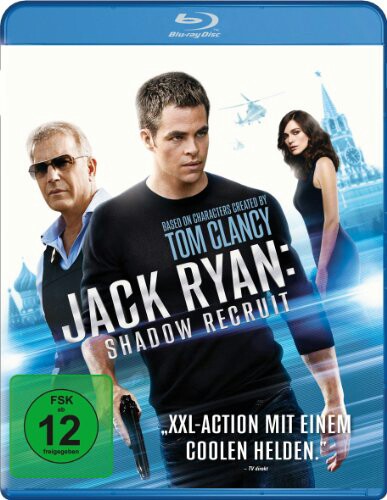 Blu-ray Disc
BASED ON CHARACTERS CREATED BY
TOM CLANCY
JACK RYAN:
SHADOW RECRUIT
FSK
ab
12
freigegeben
„XXL-ACTION MIT EINEM
COOLEN HELDEN.“
– TV direkt